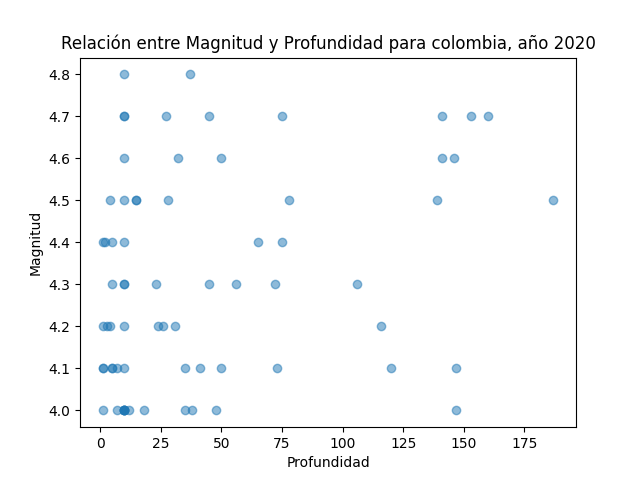 Relación entre Magnitud y Profundidad para colombia, año 2020
4.8
4.7
4.6
4.5
4.4
4.3
4.2
4.1
4.0
Magnitud
0 25 50 75 100 125 150 175
Profundidad